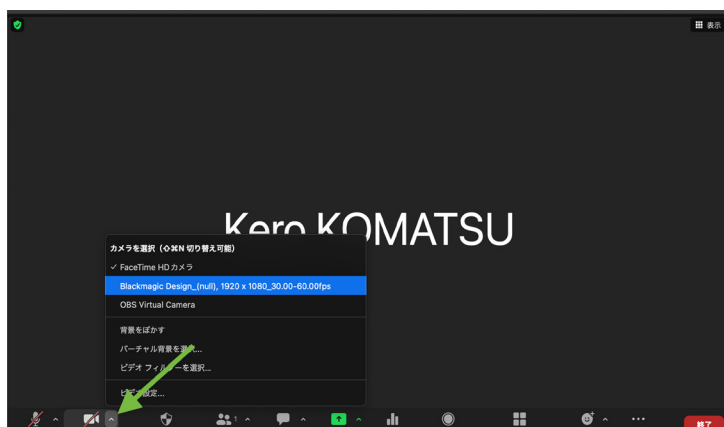 表示
Kero KOMATSU
カメラを選択（⇧⌘N 切り替え可能）
✓ FaceTime HD カメラ
Blackmagic Design_(null), 1920 x 1080_30.00-60.00fps
OBS Virtual Camera
背景をぼかす
バーチャル背景を選択...
ビデオ フィルターを選択...
ビデオ設定...
1
終了